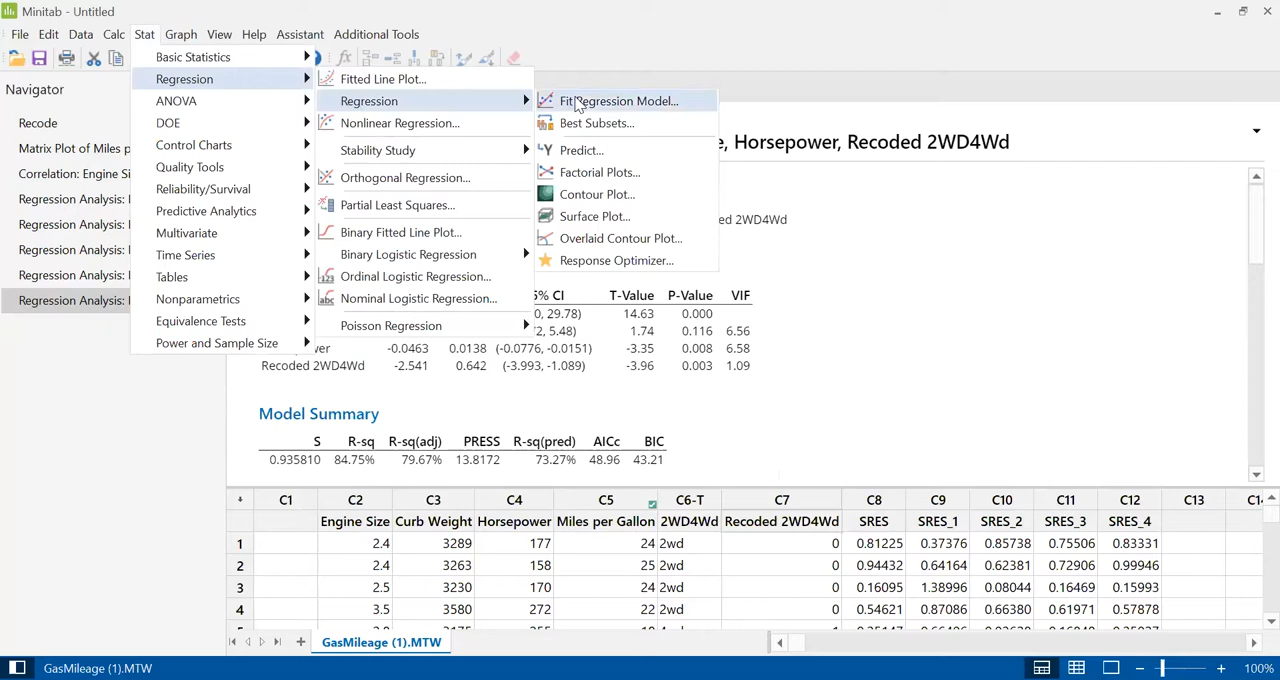 Minitab - Untitled
File Edit Data Calc Stat Graph View Help Assistant Additional Tools
Navigator
Recode
Matrix Plot of Miles p
Correlation: Engine Si
Regression Analysis:
Regression Analysis:
Regression Analysis:
Regression Analysis:
Regression Analysis:
Basic Statistics
Regression
ANOVA
DOE
Control Charts
Quality Tools
Reliability/Survival
Predictive Analytics
Multivariate
Time Series
Tables
Nonparametrics
Equivalence Tests
Power and Sample Size
Fitted Line Plot...
Regression
Nonlinear Regression...
Stability Study
Orthogonal Regression...
Partial Least Squares...
Binary Fitted Line Plot...
Binary Logistic Regression
Ordinal Logistic Regression...
Nominal Logistic Regression...
Poisson Regression
Fit Regression Model...
Best Subsets...
Predict...
Factorial Plots...
Contour Plot...
Surface Plot...
Overlaid Contour Plot...
Response Optimizer...
e, Horsepower, Recoded 2WD4Wd
ed 2WD4Wd
5% CI T-Value P-Value VIF
0, 29.78) 14.63 0.000
72, 5.48) 1.74 0.116 6.56
-0.0463 0.0138 (-0.0776, -0.0151) -3.35 0.008 6.58
Recoded 2WD4Wd -2.541 0.642 (-3.993, -1.089) -3.96 0.003 1.09
Model Summary
S R-sq R-sq(adj) PRESS R-sq(pred) AICc BIC
0.935810 84.75% 79.67% 13.8172 73.27% 48.96 43.21
C1 C2 C3 C4 C5 C6-T C7 C8 C9 C10 C11 C12 C13 C14
Engine Size Curb Weight Horsepower Miles per Gallon 2WD4Wd Recoded 2WD4Wd SRES SRES_1 SRES_2 SRES_3 SRES_4
1 2.4 3289 177 24 2wd 0 0.81225 0.37376 0.85738 0.75506 0.83331
2 2.4 3263 158 25 2wd 0 0.94432 0.64164 0.62381 0.72906 0.99946
3 2.5 3230 170 24 2wd 0 0.16095 1.38996 0.08044 0.16469 0.15993
4 3.5 3580 272 22 2wd 0 0.54621 0.87086 0.66380 0.61971 0.57878
GasMileage (1).MTW
GasMileage (1).MTW
100%